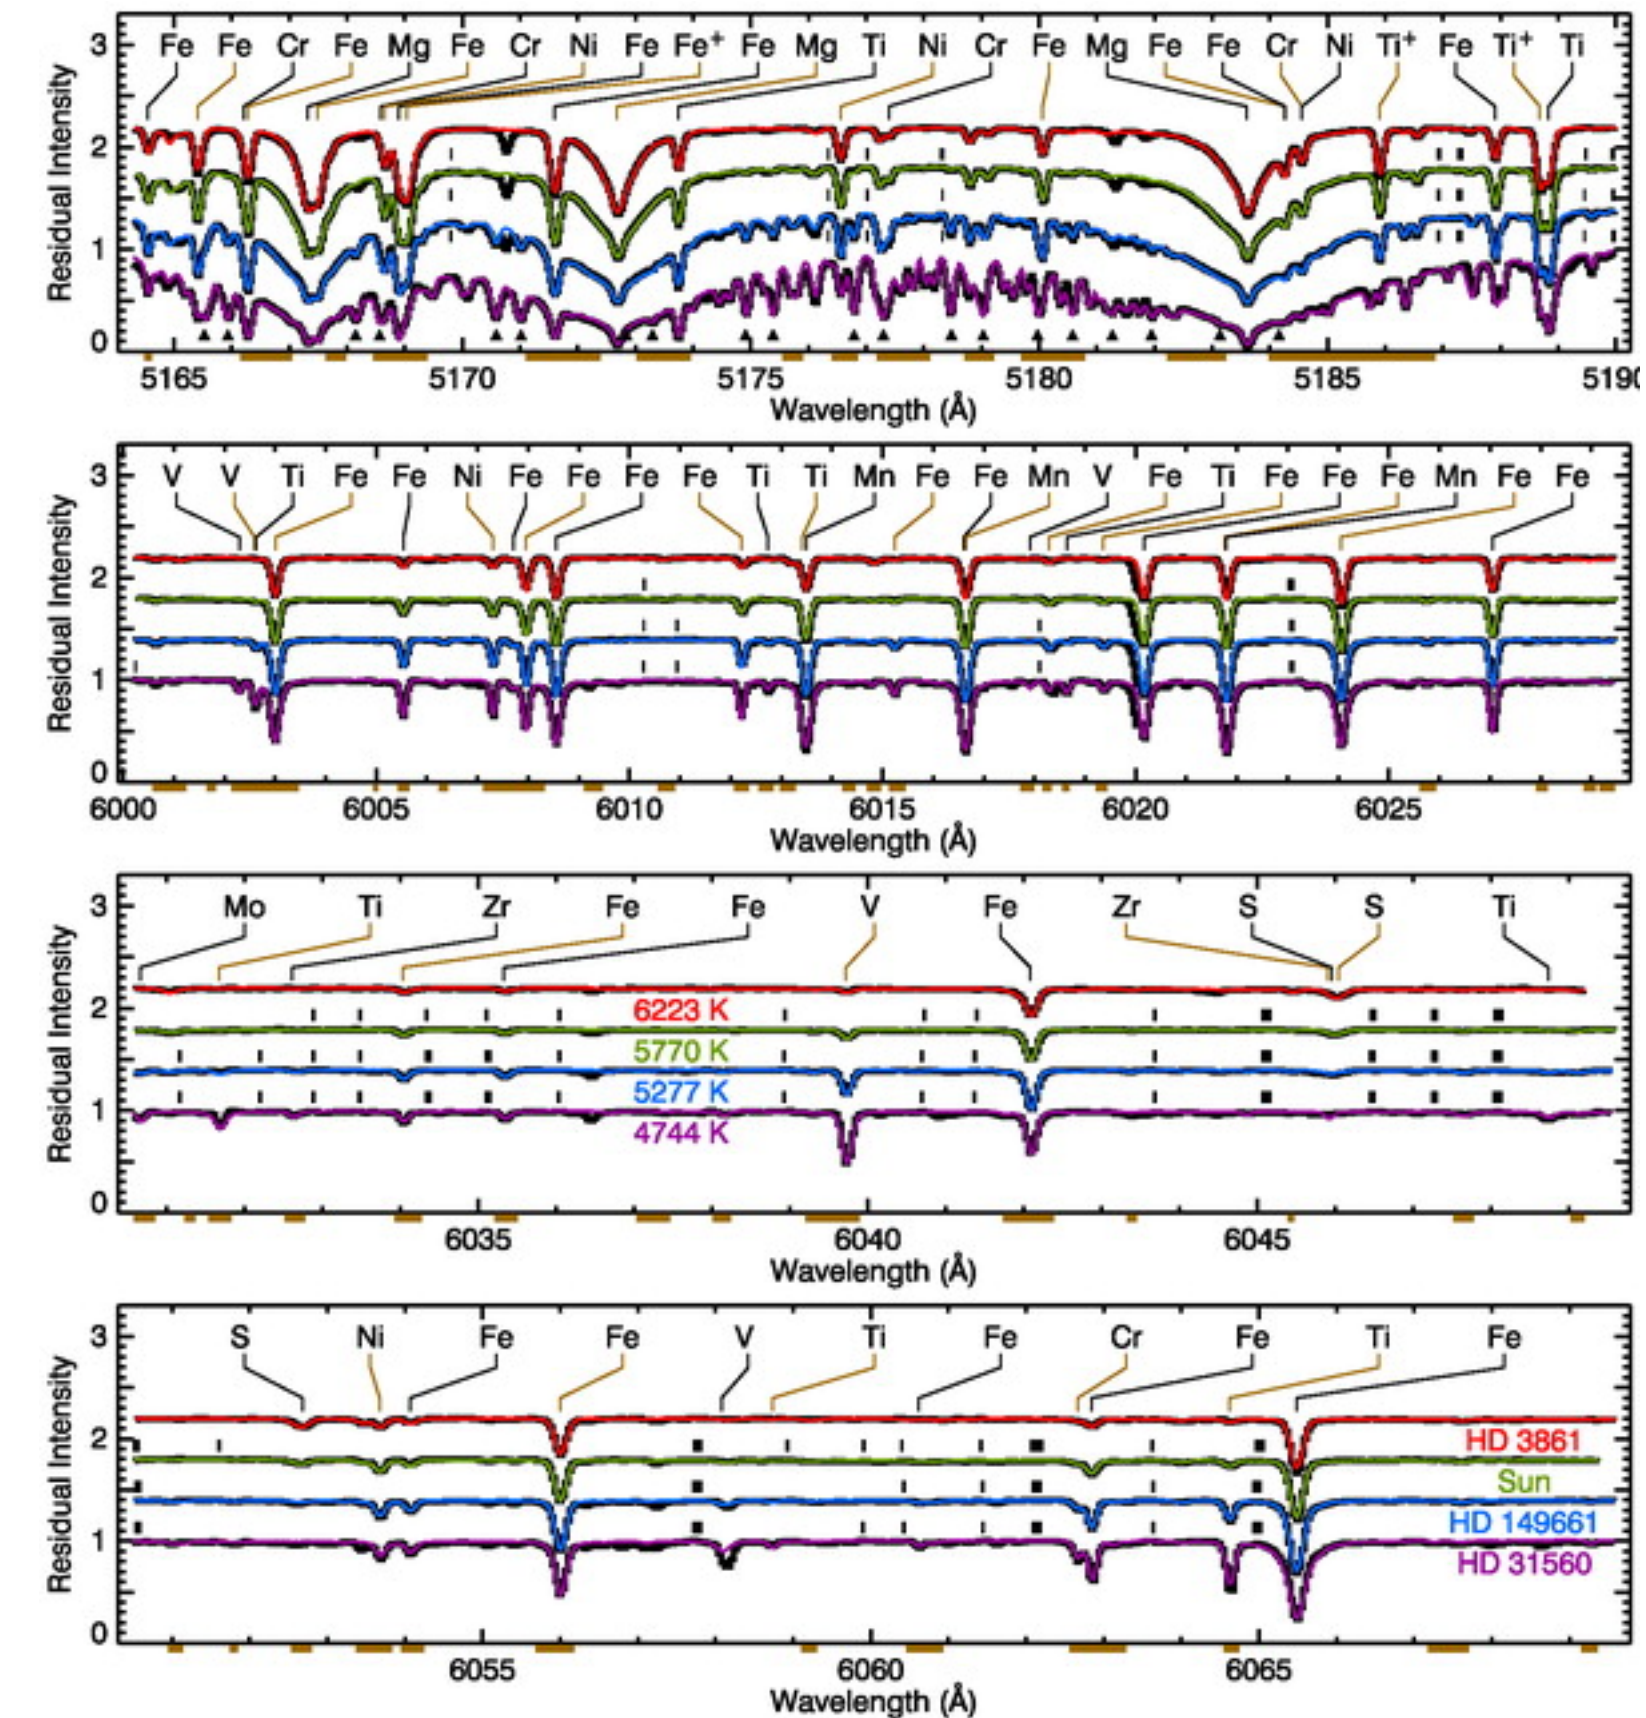 3
Fe Fe Cr Fe Mg Fe Cr Ni Fe Fe+ Fe Mg Ti Ni Cr Fe Mg Fe Fe Cr Ni Ti+ Fe Ti+ Ti
2
1
0
Residual Intensity
5165 5170 5175 5180 5185 5190
Wavelength (Å)
3
V V Ti Fe Fe Ni Fe Fe Fe Fe Ti Ti Mn Fe Fe Mn V Fe Ti Fe Fe Fe Mn Fe Fe
2
1
0
Residual Intensity
6000 6005 6010 6015 6020 6025
Wavelength (Å)
3
Mo Ti Zr Fe Fe V Fe Zr S S Ti
2
6223 K
5770 K
5277 K
1
4744 K
0
Residual Intensity
6035 6040 6045
Wavelength (Å)
3
S Ni Fe Fe V Ti Fe Cr Fe Ti Fe
2
HD 3861
Sun
HD 149661
1
HD 31560
0
Residual Intensity
6055 6060 6065
Wavelength (Å)